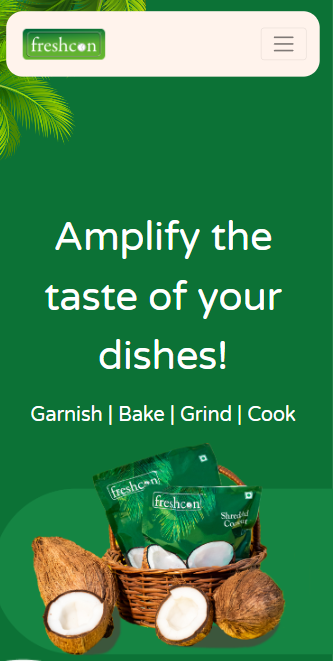 freshcon
Amplify the
taste of your
dishes!
Garnish | Bake | Grind | Cook
freshcon
freshcon
Shredded
Coconut